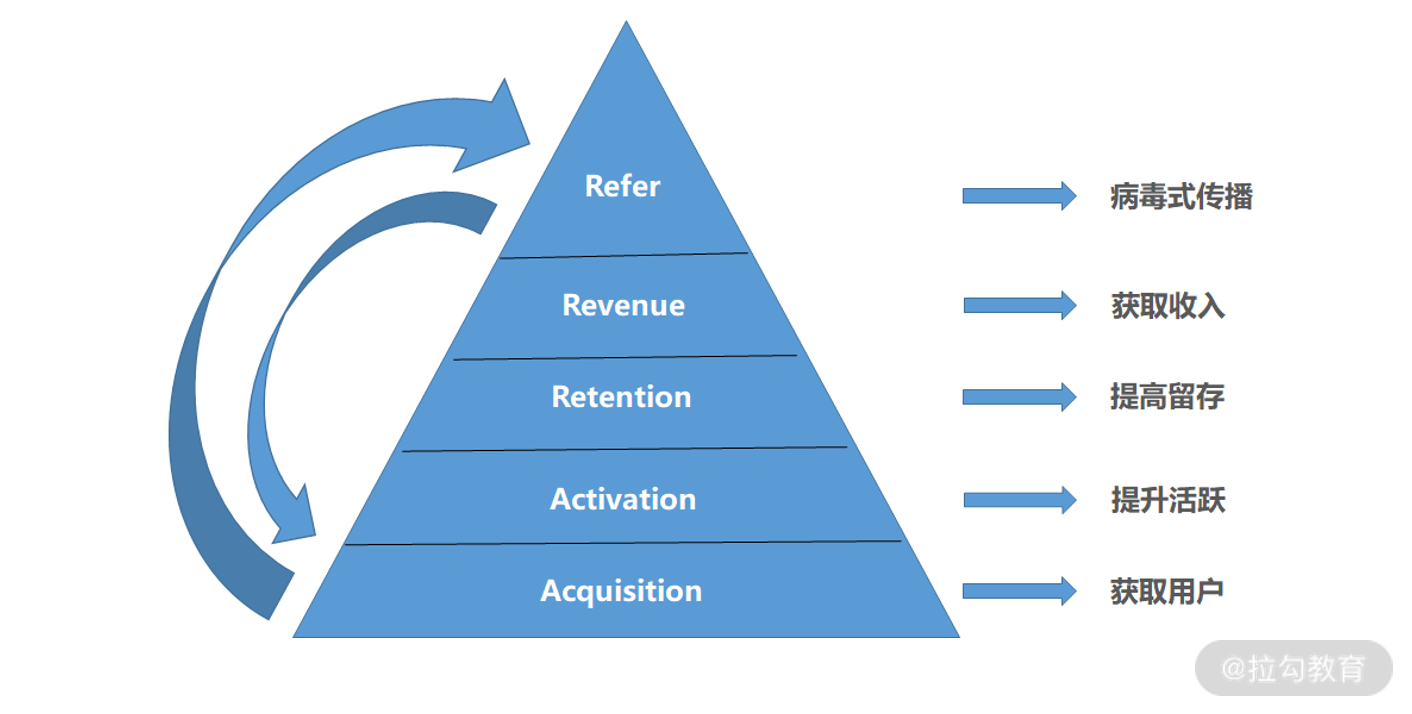 Refer
病毒式传播
Revenue
获取收入
Retention
提高留存
Activation
提升活跃
Acquisition
获取用户
@拉勾教育